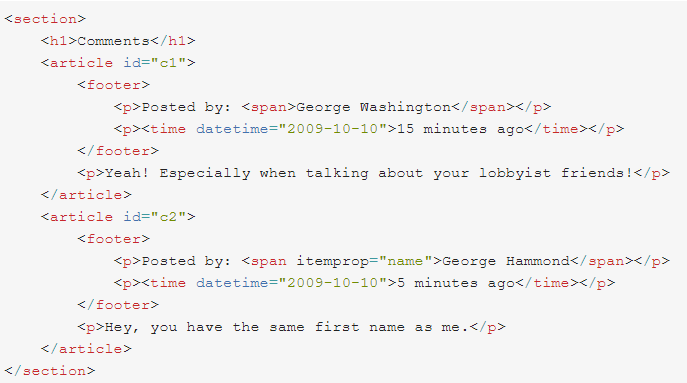 <section>
    <h1>Comments</h1>
    <article id="c1">
        <footer>
            <p>Posted by: <span>George Washington</span></p>
            <p><time datetime="2009-10-10">15 minutes ago</time></p>
        </footer>
        <p>Yeah! Especially when talking about your lobbyist friends!</p>
    </article>
    <article id="c2">
        <footer>
            <p>Posted by: <span itemprop="name">George Hammond</span></p>
            <p><time datetime="2009-10-10">5 minutes ago</time></p>
        </footer>
        <p>Hey, you have the same first name as me.</p>
    </article>
</section>